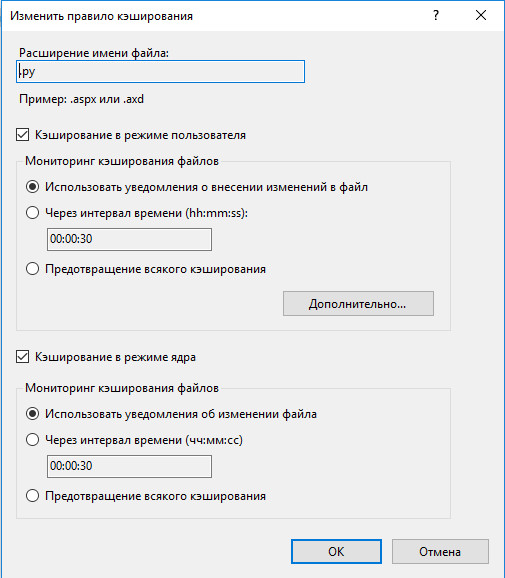 Изменить правило кэширования
Расширение имени файла:
.py
Пример: .aspx или .axd
Кэширование в режиме пользователя
Мониторинг кэширования файлов
Использовать уведомления о внесении изменений в файл
Через интервал времени (hh:mm:ss):
00:00:30
Предотвращение всякого кэширования
Дополнительно...
Кэширование в режиме ядра
Мониторинг кэширования файлов
Использовать уведомления об изменении файла
Через интервал времени (чч:мм:сс)
00:00:30
Предотвращение всякого кэширования
ОК Отмена